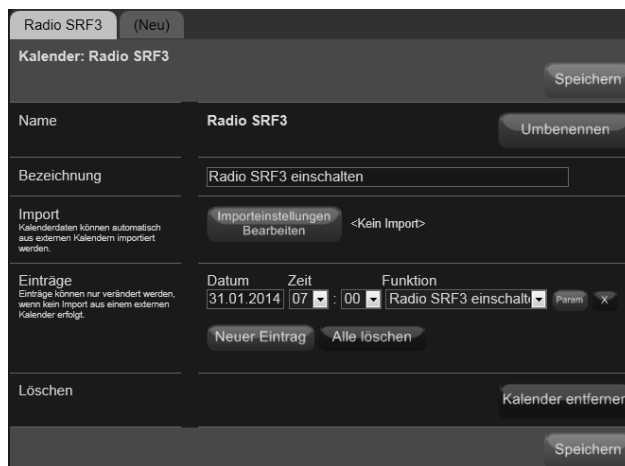 Radio SRF3 (Neu)
Kalender: Radio SRF3
Speichern
Name Radio SRF3 Umbenennen
Bezeichnung Radio SRF3 einschalten
Import
Kalenderdaten können automatisch
aus externen Kalendern importiert
werden.
Importeinstellungen
Bearbeiten
<Kein Import>
Einträge
Einträge können nur verändert werden,
wenn kein Import aus einem externen
Kalender erfolgt.
Datum Zeit Funktion
31.01.2014 07 : 00 Radio SRF3 einschalt Param X
Neuer Eintrag Alle löschen
Löschen Kalender entfernen
Speichern